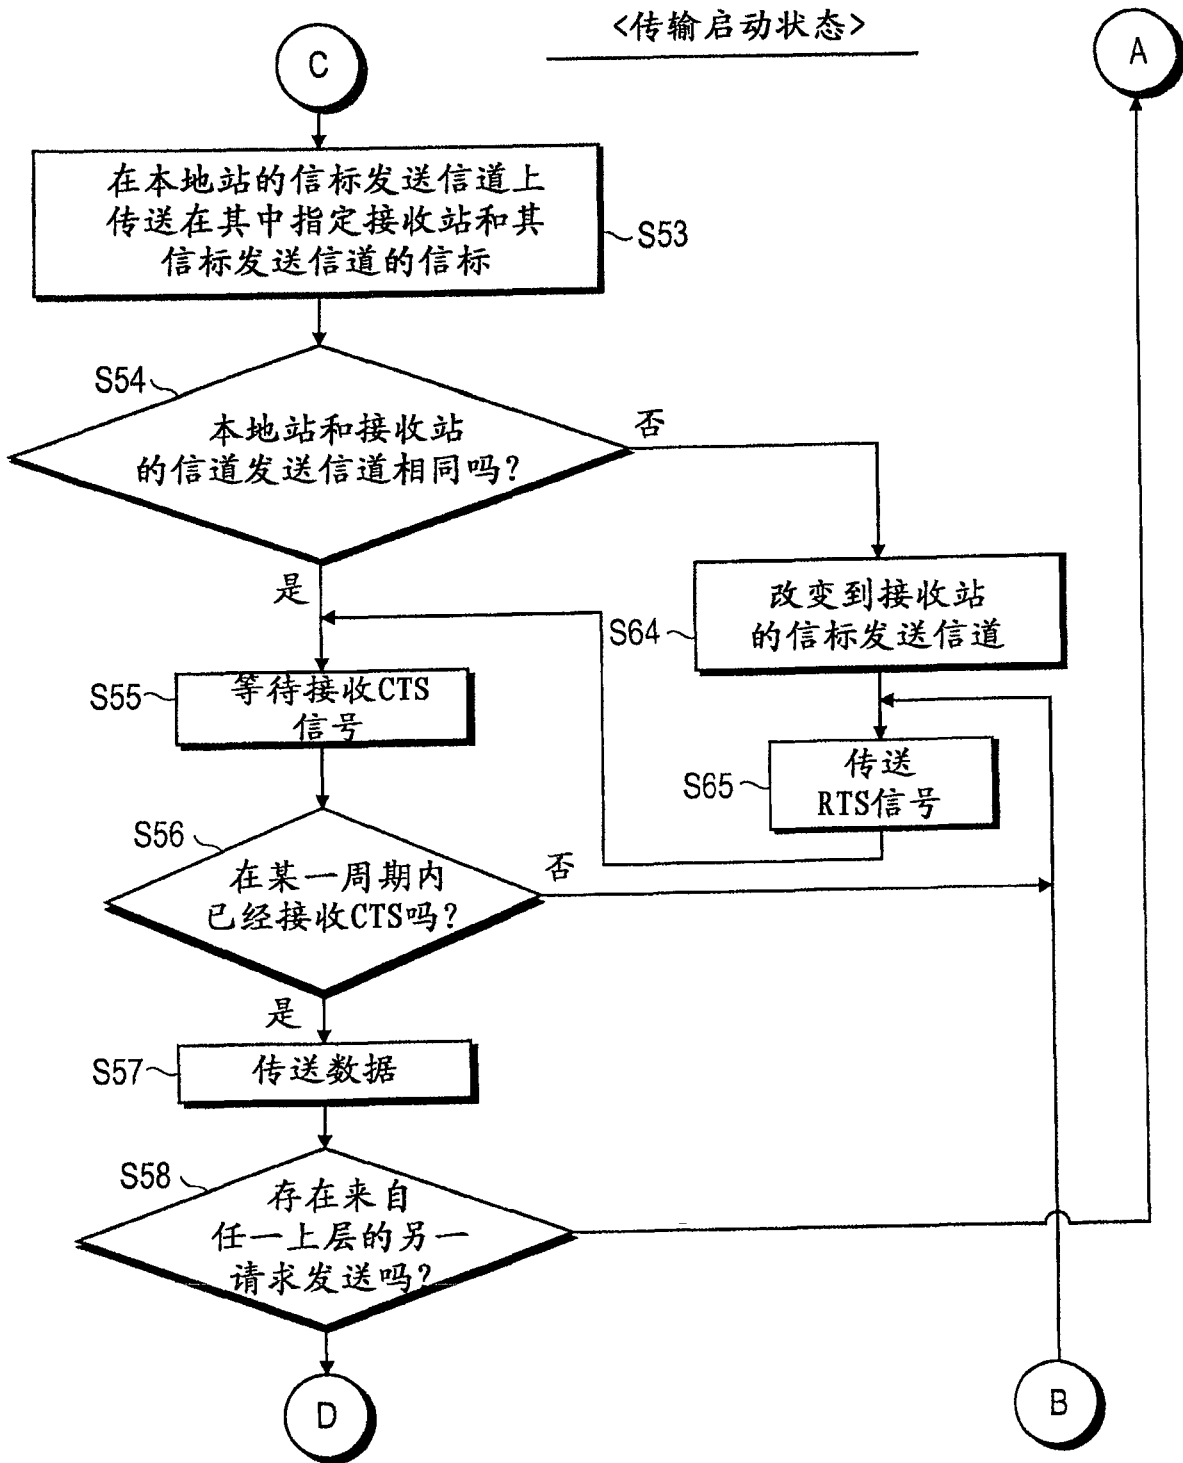 <传输启动状态>
C
A
在本地站的信标发送信道上
传送在其中指定接收站和其
信标发送信道的信标
S53
S54
本地站和接收站
的信道发送信道相同吗?
否
是
改变到接收站
的信标发送信道
S64
S55
等待接收CTS
信号
传送
RTS信号
S65
S56
在某一周期内
已经接收CTS吗?
否
是
S57
传送数据
S58
存在来自
任一上层的另一
请求发送吗?
D
B